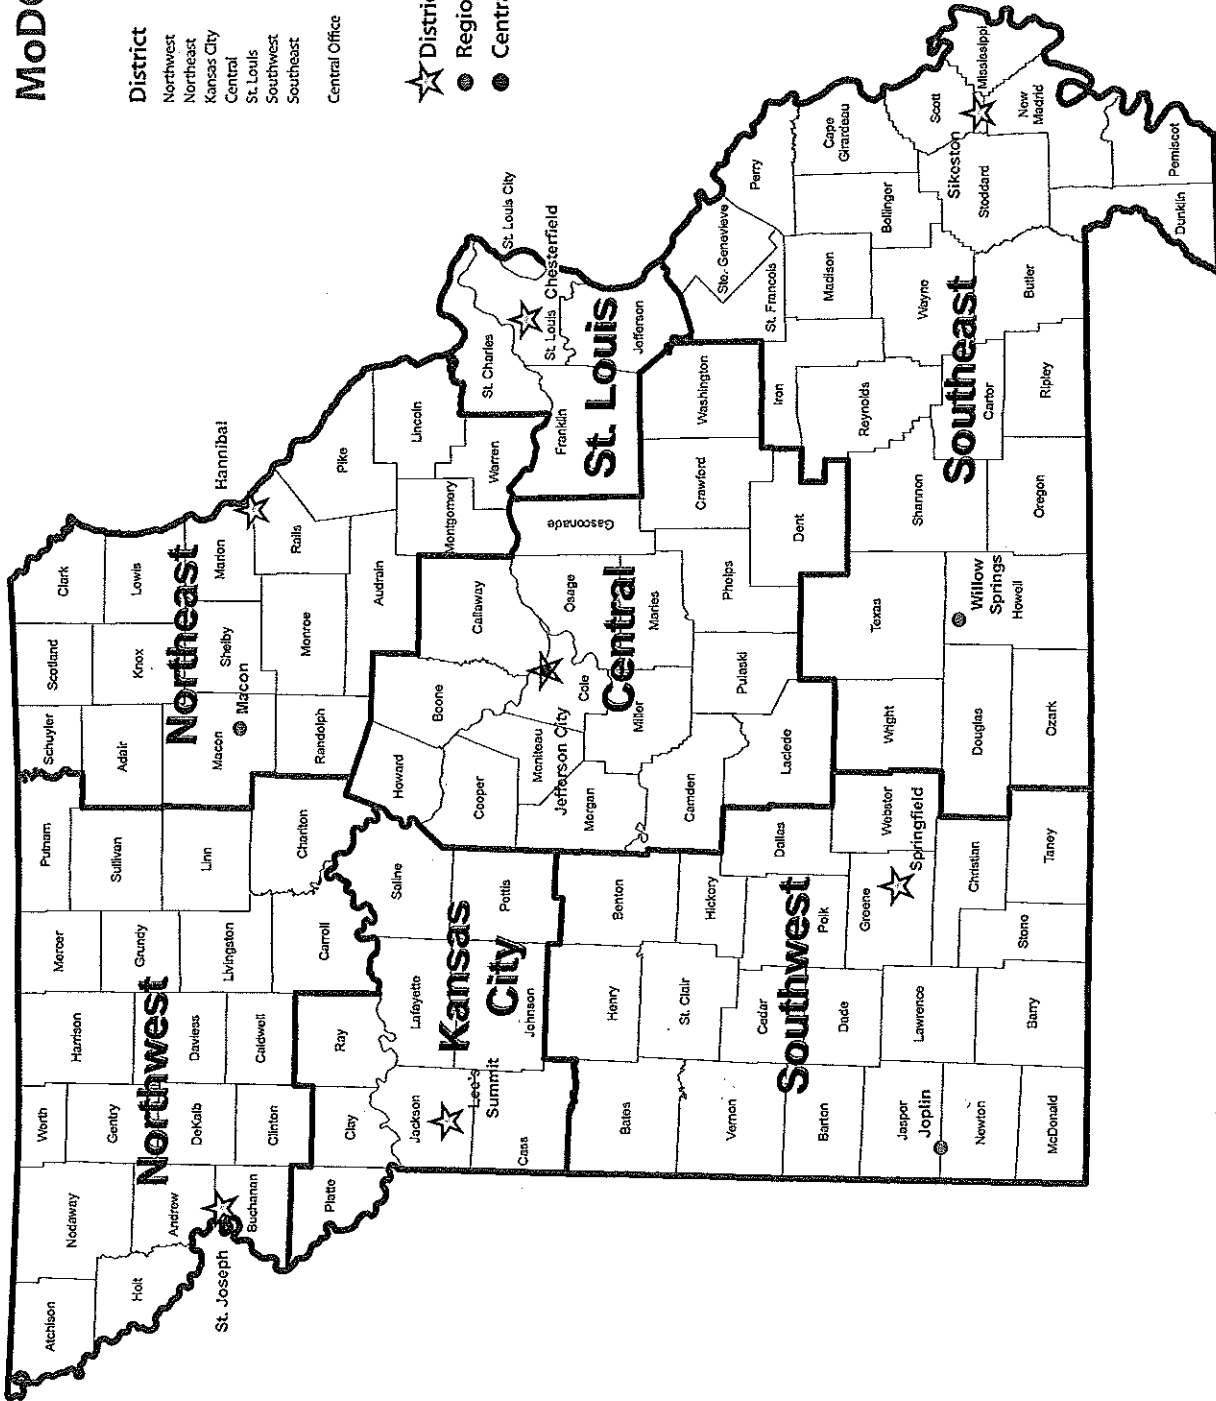 MoDO
District
Northwest
Northeast
Kansas City
Central
St. Louis
Southwest
Southeast
Central Office
Distric
Regio
Centra
Northwest
Atchison
Nodaway
Worth
Harrison
Mercer
Putnam
Holt
Andrew
Gentry
DeKalb
Daviess
Grundy
Sullivan
Linn
Livingston
Buchanan
Clinton
Caldwell
Carroll
Chariton
St. Joseph
Northeast
Schuyler
Scotland
Clark
Adair
Knox
Lewis
Macon
Macon
Shelby
Marion
Hannibal
Randolph
Monroe
Ralls
Audrain
Pike
Montgomery
Lincoln
Warren
Kansas
City
Platte
Clay
Ray
Jackson
Lee's
Summit
Lafayette
Saline
Cass
Johnson
Pettis
Central
Howard
Boone
Callaway
Cooper
Moniteau
Jefferson City
Cole
Osage
Gasconade
Morgan
Miller
Maries
Camden
Pulaski
Phelps
Crawford
Washington
Laclede
Dent
St. Louis
St. Charles
St. Louis
Chesterfield
St. Louis City
Franklin
Jefferson
Southwest
Bates
Henry
Benton
Vernon
St. Clair
Hickory
Barton
Cedar
Dade
Polk
Dallas
Jasper
Joplin
Greene
Webster
Springfield
Lawrence
Newton
Christian
McDonald
Barry
Stone
Taney
Southeast
Ste. Genevieve
Perry
St. Francois
Iron
Madison
Bollinger
Cape
Girardeau
Reynolds
Wayne
Scott
Mississippi
Sikeston
Stoddard
New
Madrid
Texas
Shannon
Carter
Butler
Wright
Willow
Springs
Howell
Oregon
Ripley
Douglas
Ozark
Dunklin
Pemiscot